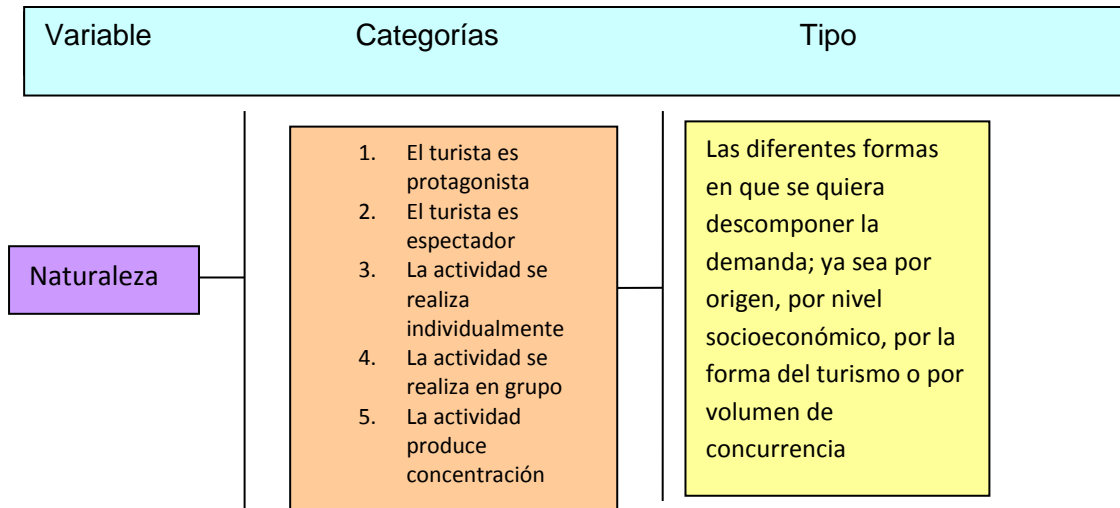 Variable Categorías Tipo
Naturaleza
1. El turista es
protagonista
2. El turista es
espectador
3. La actividad se
realiza
individualmente
4. La actividad se
realiza en grupo
5. La actividad
produce
concentración
Las diferentes formas
en que se quiera
descomponer la
demanda; ya sea por
origen, por nivel
socioeconómico, por la
forma del turismo o por
volumen de
concurrencia